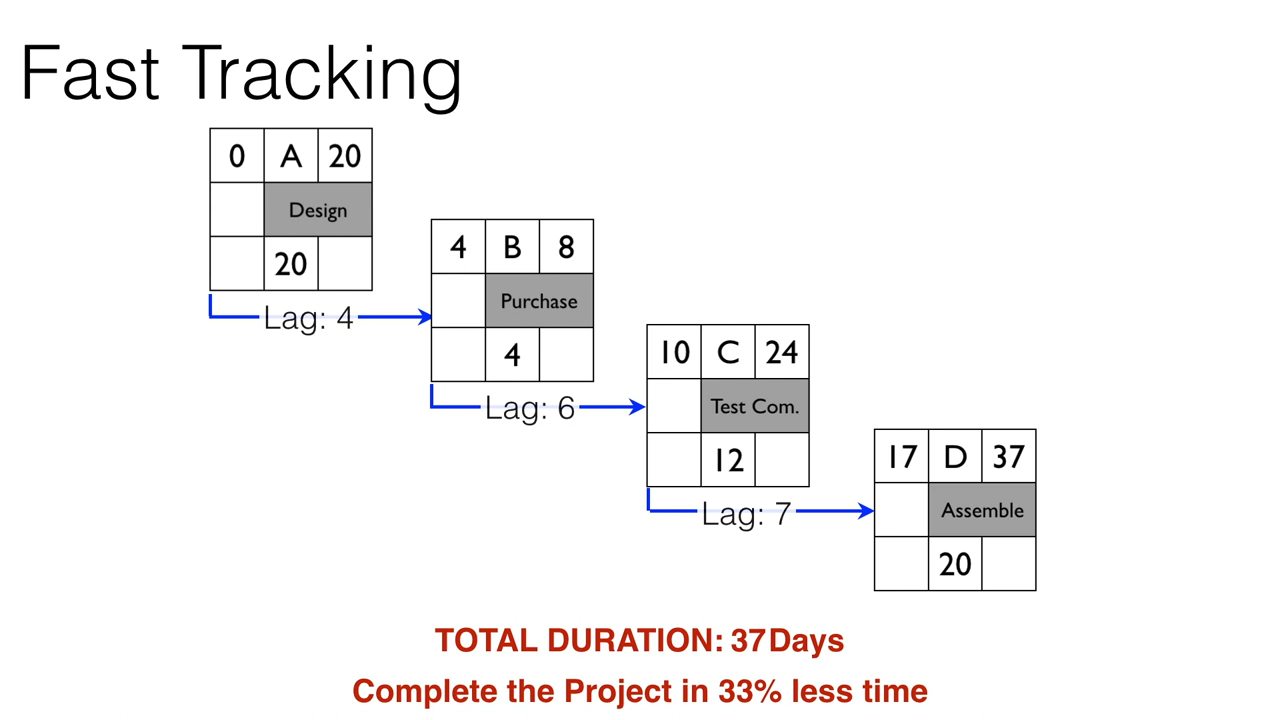 Fast Tracking
0 A 20
Design
20
Lag: 4
4 B 8
Purchase
4
Lag: 6
10 C 24
Test Com.
12
Lag: 7
17 D 37
Assemble
20
TOTAL DURATION: 37Days
Complete the Project in 33% less time